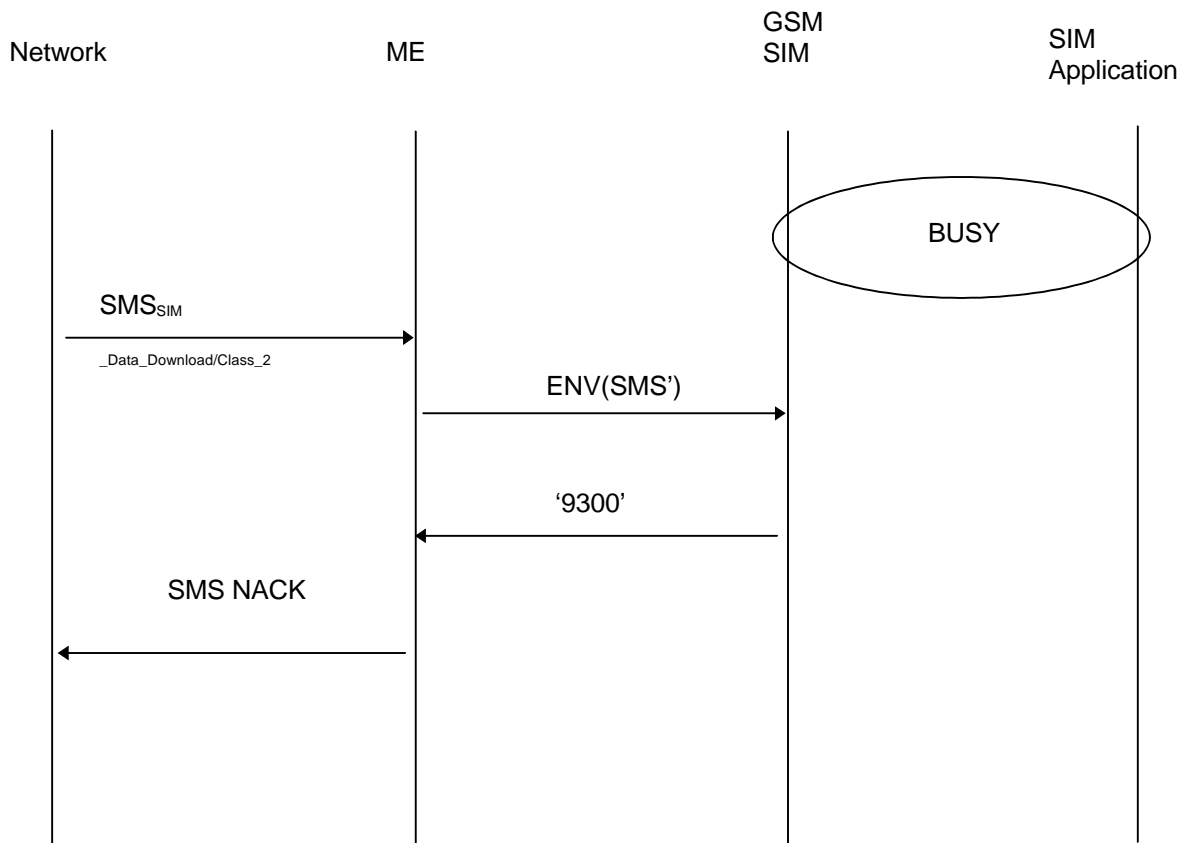 Network
ME
GSM
SIM
SIM
Application
BUSY
SMSSIM
_Data_Download/Class_2
ENV(SMS’)
‘9300’
SMS NACK